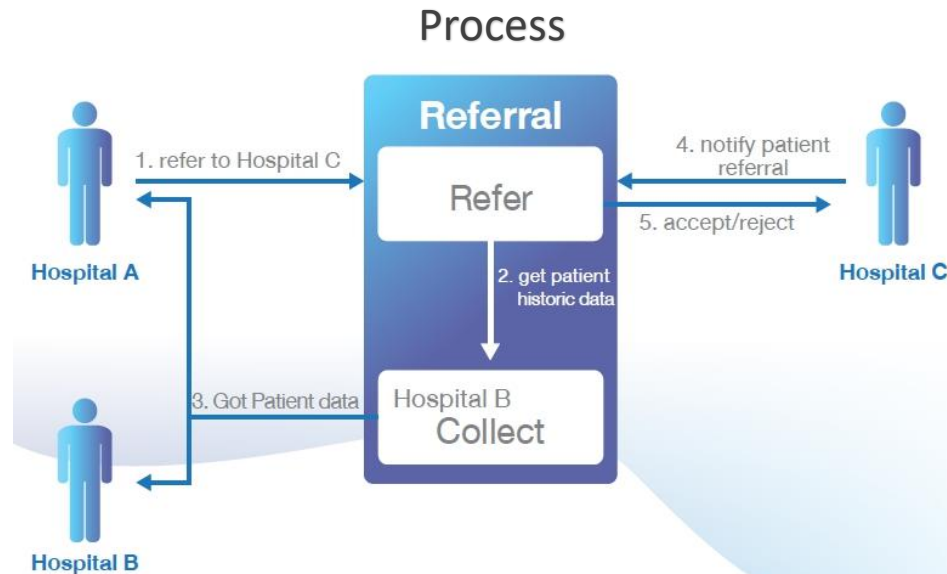 Process
Referral
1. refer to Hospital C
Refer
4. notify patient
referral
5. accept/reject
Hospital A
Hospital C
2. get patient
historic data
3. Got Patient data
Hospital B
Collect
Hospital B